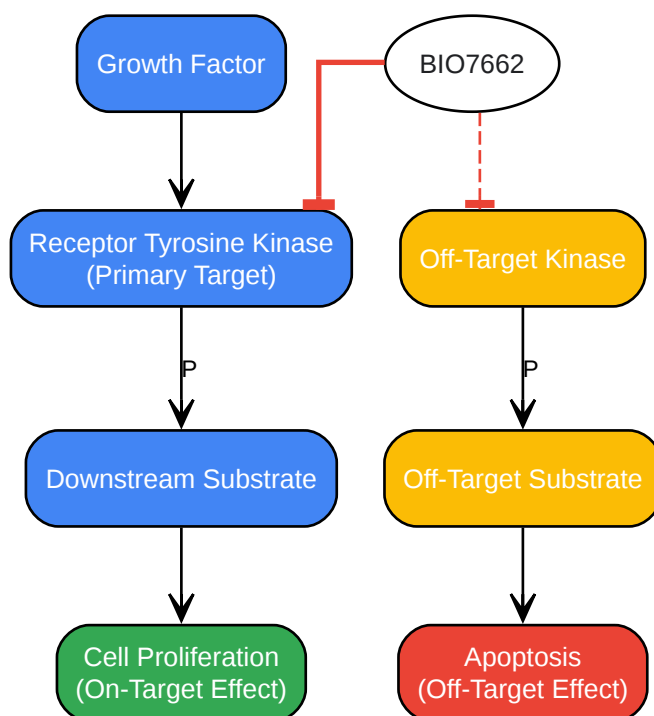 Growth Factor
BIO7662
Receptor Tyrosine Kinase
(Primary Target)
Off-Target Kinase
P
P
Downstream Substrate
Off-Target Substrate
Cell Proliferation
(On-Target Effect)
Apoptosis
(Off-Target Effect)